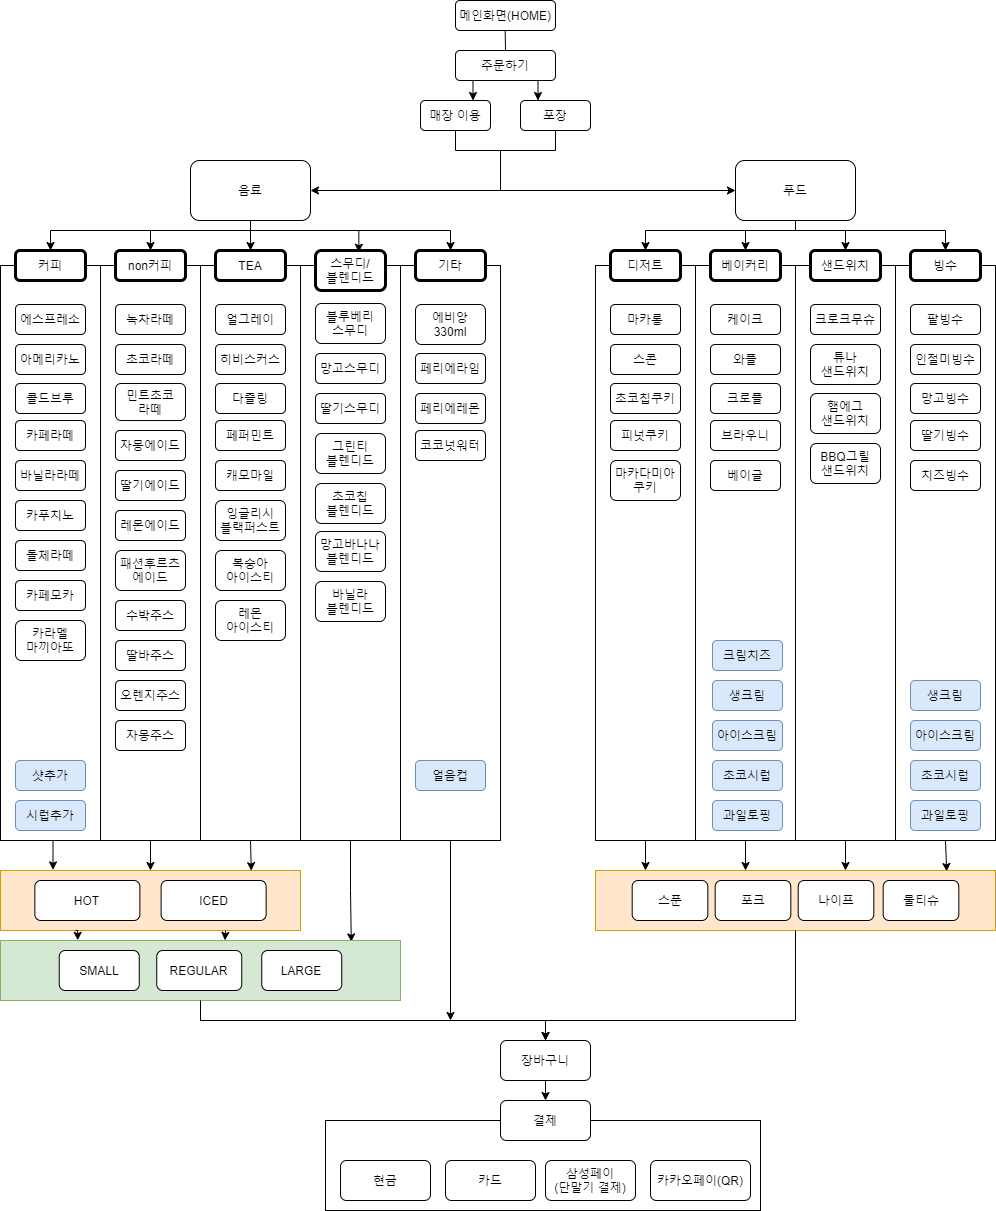 메인화면(HOME)
주문하기
매장 이용
포장
음료
푸드
커피
non커피
TEA
스무디/
블렌디드
기타
디저트
베이커리
샌드위치
빙수
에스프레소
아메리카노
콜드브루
카페라떼
바닐라라떼
카푸치노
돌체라떼
카페모카
카라멜
마끼아또
샷추가
시럽추가
녹차라떼
초코라떼
민트초코
라떼
자몽에이드
딸기에이드
레몬에이드
패션후르츠
에이드
수박주스
딸바주스
오렌지주스
자몽주스
얼그레이
히비스커스
다즐링
페퍼민트
캐모마일
잉글리시
블랙퍼스트
복숭아
아이스티
레몬
아이스티
블루베리
스무디
망고스무디
딸기스무디
그린티
블렌디드
초코칩
블렌디드
망고바나나
블렌디드
바닐라
블렌디드
에비앙
330ml
페리에라임
페리에레몬
코코넛워터
얼음컵
마카롱
스콘
초코칩쿠키
피넛쿠키
마카다미아
쿠키
케이크
와플
크로플
브라우니
베이글
크림치즈
생크림
아이스크림
초코시럽
과일토핑
크로크무슈
튜나
샌드위치
햄에그
샌드위치
BBQ그릴
샌드위치
팥빙수
인절미빙수
망고빙수
딸기빙수
치즈빙수
생크림
아이스크림
초코시럽
과일토핑
HOT
ICED
스푼
포크
나이프
물티슈
SMALL
REGULAR
LARGE
장바구니
결제
현금
카드
삼성페이
(단말기 결제)
카카오페이(QR)